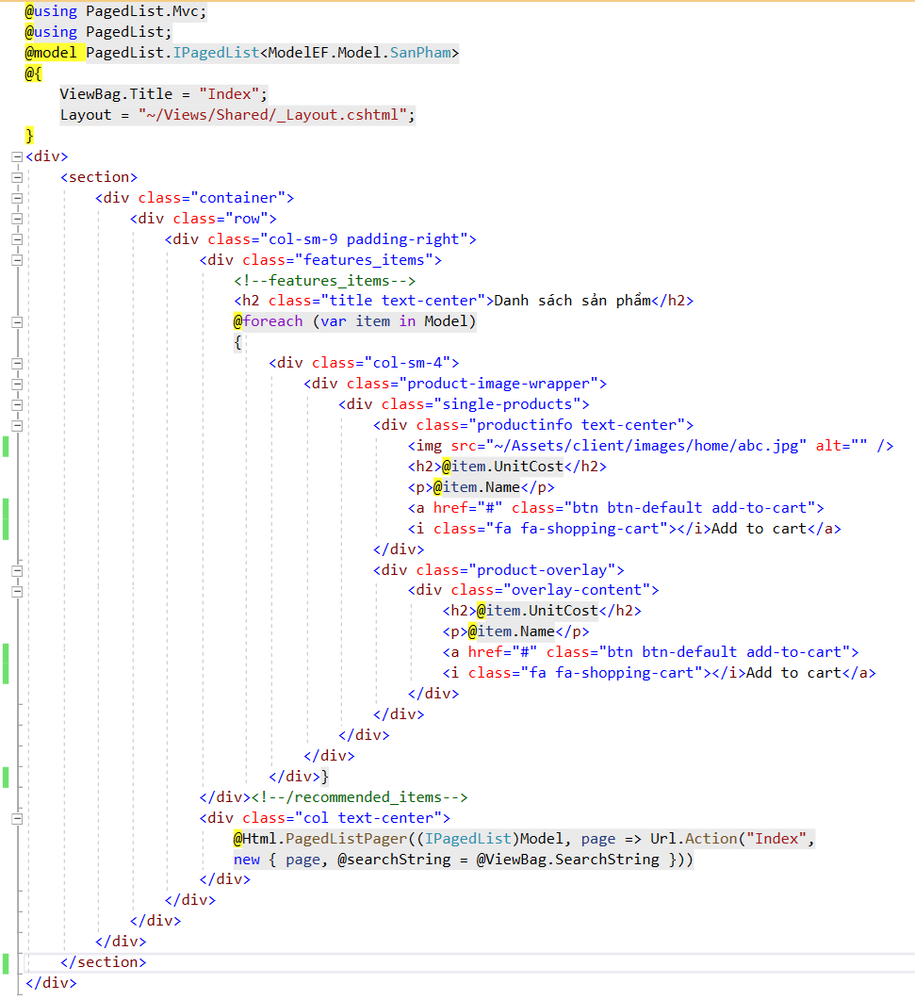 @using PagedList.Mvc;
@using PagedList;
@model PagedList.IPagedList<ModelEF.Model.SanPham>
@{
    ViewBag.Title = "Index";
    Layout = "~/Views/Shared/_Layout.cshtml";
}
<div>
    <section>
        <div class="container">
            <div class="row">
                <div class="col-sm-9 padding-right">
                    <div class="features_items">
                        <!--features_items-->
                        <h2 class="title text-center">Danh sách sản phẩm</h2>
                        @foreach (var item in Model)
                        {
                            <div class="col-sm-4">
                                <div class="product-image-wrapper">
                                    <div class="single-products">
                                        <div class="productinfo text-center">
                                            <img src="~/Assets/client/images/home/abc.jpg" alt="" />
                                            <h2>@item.UnitCost</h2>
                                            <p>@item.Name</p>
                                            <a href="#" class="btn btn-default add-to-cart">
                                            <i class="fa fa-shopping-cart"></i>Add to cart</a>
                                        </div>
                                        <div class="product-overlay">
                                            <div class="overlay-content">
                                                <h2>@item.UnitCost</h2>
                                                <p>@item.Name</p>
                                                <a href="#" class="btn btn-default add-to-cart">
                                                <i class="fa fa-shopping-cart"></i>Add to cart</a>
                                            </div>
                                        </div>
                                    </div>
                                </div>
                            </div>}
                    </div><!--/recommended_items-->
                    <div class="col text-center">
                        @Html.PagedListPager((IPagedList)Model, page => Url.Action("Index",
                        new { page, @searchString = @ViewBag.SearchString }))
                    </div>
                </div>
            </div>
        </div>
    </section>
</div>